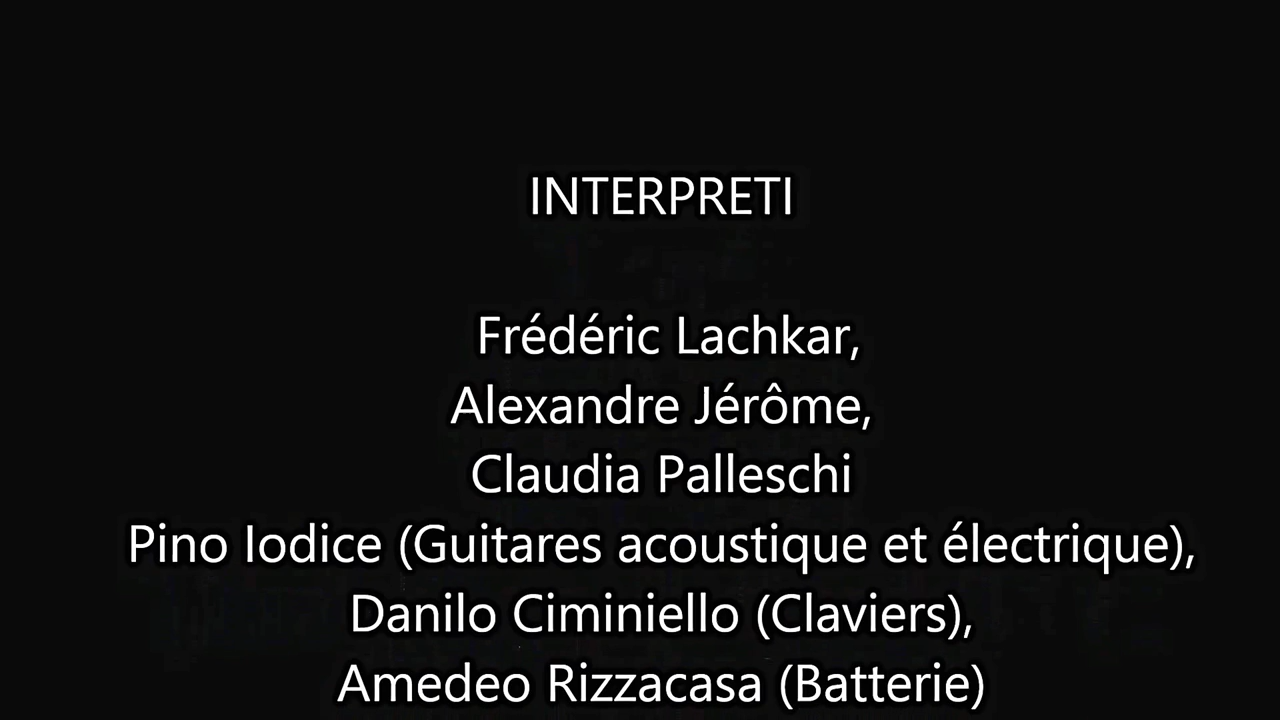 INTERPRETI
Frédéric Lachkar,
Alexandre Jérôme,
Claudia Palleschi
Pino Iodice (Guitares acoustique et électrique),
Danilo Ciminiello (Claviers),
Amedeo Rizzacasa (Batterie)